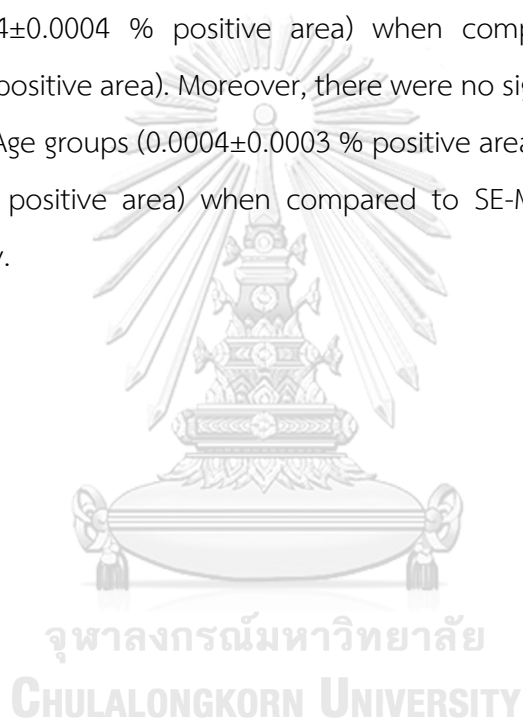 4±0.0004 % positive area) when comp
positive area). Moreover, there were no sig
Age groups (0.0004±0.0003 % positive area
positive area) when compared to SE-M
.
จุฬาลงกรณ์มหาวิทยาลัย
CHULALONGKORN UNIVERSITY